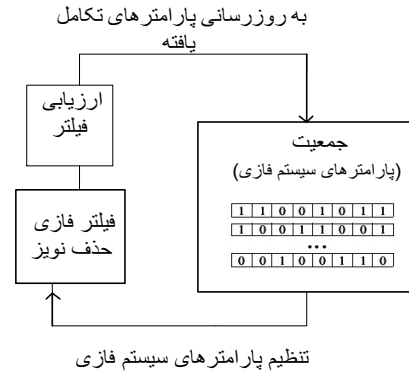 به روزرسانی پارامترهای تکامل
یافته
ارزیابی
فیلتر
جمعیت
(پارامترهای سیستم فازی)
1 1 0 0 1 0 1 1
1 0 0 1 1 0 0 1
...
0 0 1 0 0 1 1 0
فیلتر فازی
حذف نویز
تنظیم پارامترهای سیستم فازی